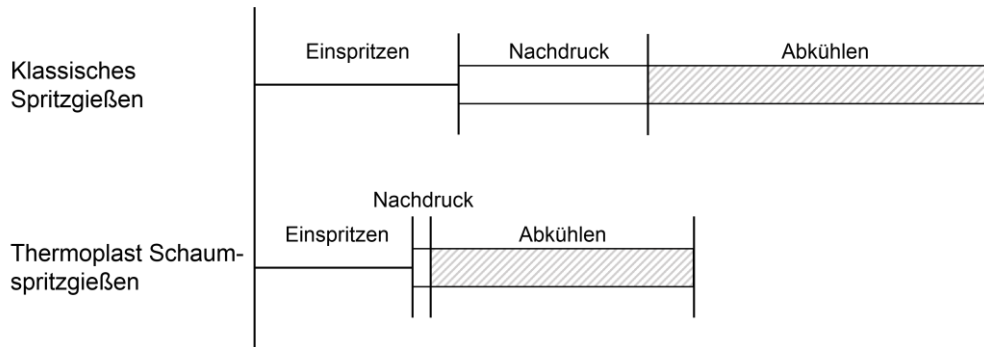 Einspritzen
Nachdruck
Abkühlen
Klassisches
Spritzgießen
Nachdruck
Einspritzen
Abkühlen
Thermoplast Schaum-
spritzgießen